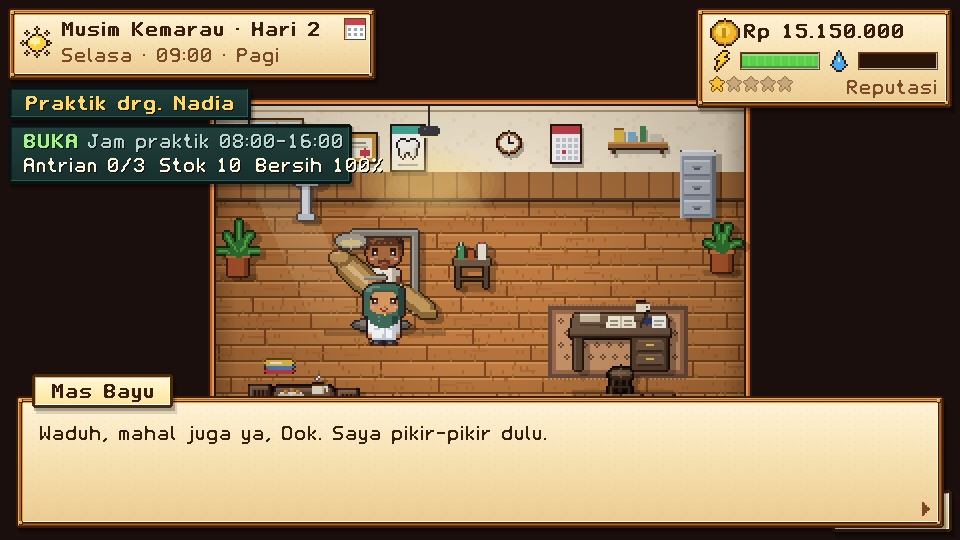 Musim Kemarau · Hari 2
Selasa · 09:00 · Pagi
Rp 15.150.000
Reputasi
Praktik drg. Nadia
BUKA Jam praktik 08:00-16:00
Antrian 0/3 Stok 10 Bersih 100%
Mas Bayu
Waduh, mahal juga ya, Dok. Saya pikir-pikir dulu.